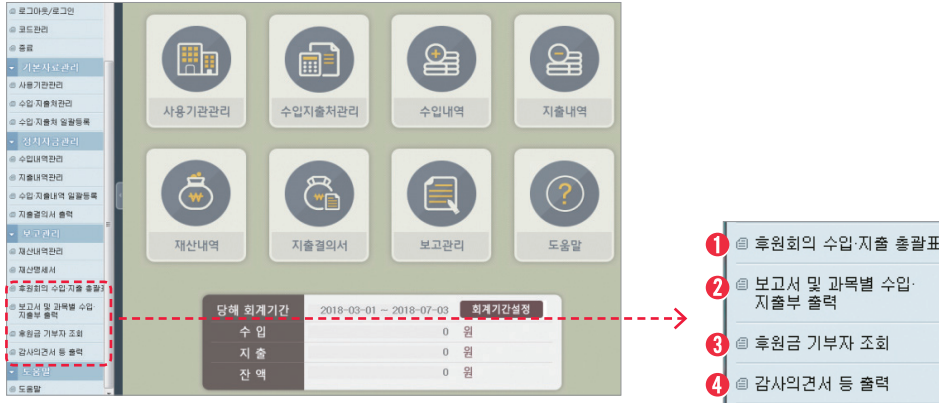 로그아웃/로그인
코드관리
종료
기본자료관리
사용기관관리
수입·지출처관리
수입·지출처 일괄등록
정치자금관리
수입내역관리
지출내역관리
수입·지출내역 일괄등록
지출결의서 출력
보고관리
재산내역관리
재산명세서
후원회의 수입·지출 총괄표
보고서 및 과목별 수입·
지출부 출력
후원금 기부자 조회
감사의견서 등 출력
도움말
도움말
사용기관관리
수입지출처관리
수입내역
지출내역
재산내역
지출결의서
보고관리
도움말
당해 회계기간 2018-03-01 ~ 2018-07-03 회계기간설정
수 입 0 원
지 출 0 원
잔 액 0 원
1 후원회의 수입·지출 총괄표
2 보고서 및 과목별 수입·
지출부 출력
3 후원금 기부자 조회
4 감사의견서 등 출력